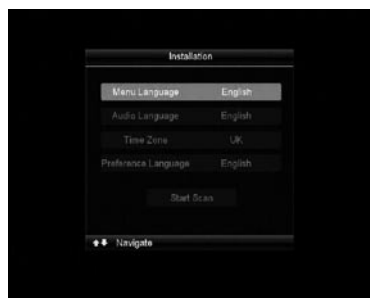 Installation
Menu Language English
Audio Language English
Time Zone UK
Preference Language English
Start Scan
Navigate